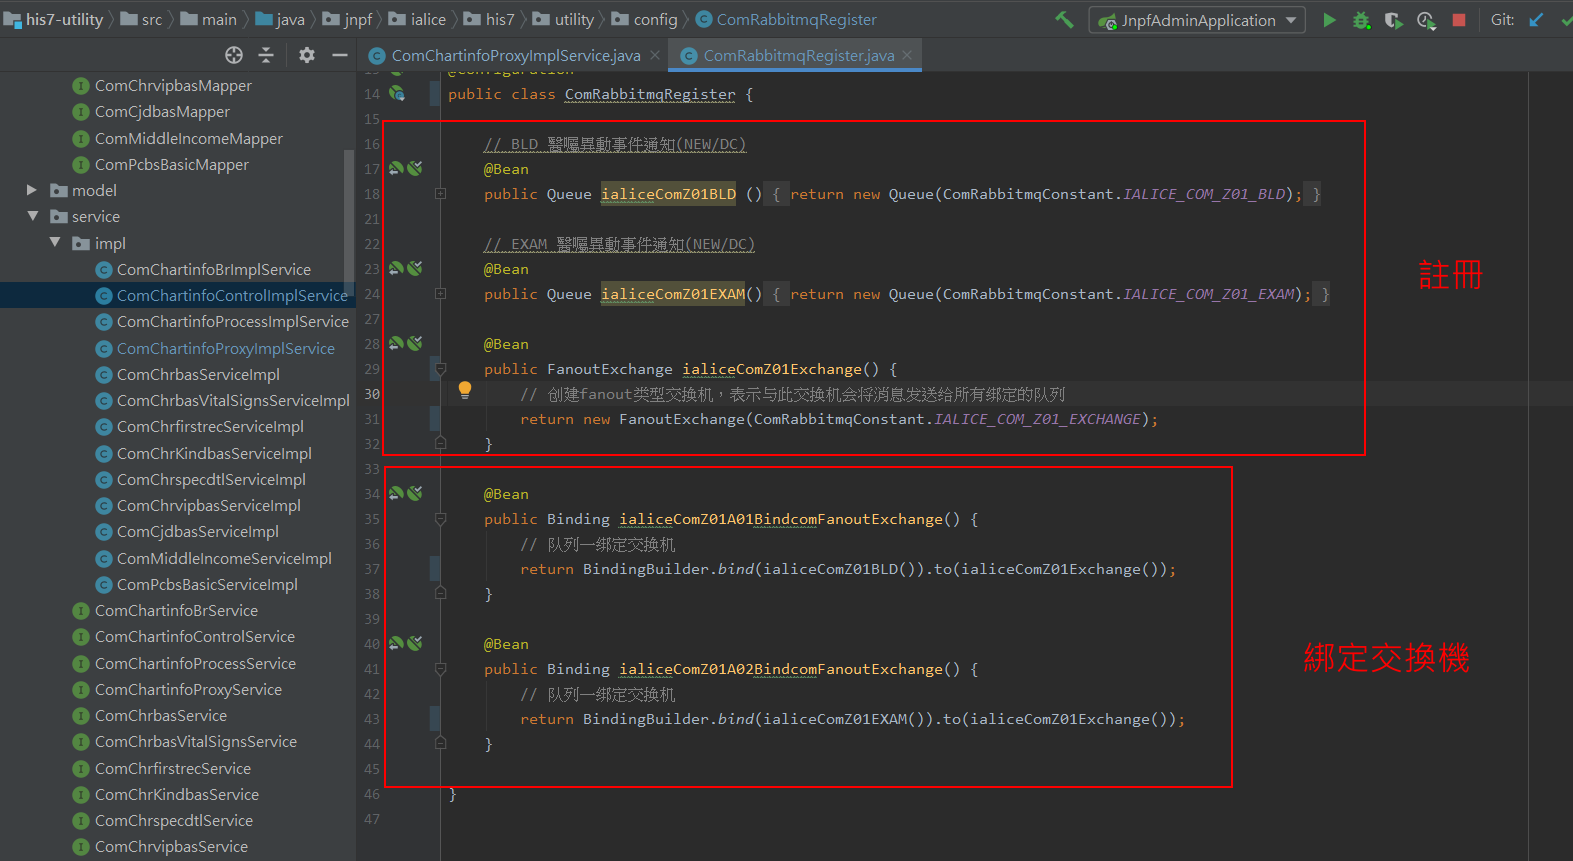 his7-utility src main java jnpf ialice his7 utility config ComRabbitmqRegister JnpfAdminApplication Git:
ComChartinfoProxyImplService.java ComRabbitmqRegister.java
ComChrvipbasMapper
ComCjdbasMapper
ComMiddleIncomeMapper
ComPcbsBasicMapper
model
service
impl
ComChartinfoBrImplService
ComChartinfoControlImplService
ComChartinfoProcessImplService
ComChartinfoProxyImplService
ComChrbasServiceImpl
ComChrbasVitalSignsServiceImpl
ComChrfirstrecServiceImpl
ComChrKindbasServiceImpl
ComChrspecdtlServiceImpl
ComChrvipbasServiceImpl
ComCjdbasServiceImpl
ComMiddleIncomeServiceImpl
ComPcbsBasicServiceImpl
ComChartinfoBrService
ComChartinfoControlService
ComChartinfoProcessService
ComChartinfoProxyService
ComChrbasService
ComChrbasVitalSignsService
ComChrfirstrecService
ComChrKindbasService
ComChrspecdtlService
ComChrvipbasService
13 @Configuration
14 public class ComRabbitmqRegister {
15
16 // BLD 醫囑異動事件通知(NEW/DC)
17 @Bean
18 public Queue ialiceComZ01BLD () { return new Queue(ComRabbitmqConstant.IALICE_COM_Z01_BLD); }
21
22 // EXAM 醫囑異動事件通知(NEW/DC)
23 @Bean
24 public Queue ialiceComZ01EXAM() { return new Queue(ComRabbitmqConstant.IALICE_COM_Z01_EXAM); }
27
28 @Bean
29 public FanoutExchange ialiceComZ01Exchange() {
30 // 创建fanout类型交换机，表示与此交换机会将消息发送给所有绑定的队列
31 return new FanoutExchange(ComRabbitmqConstant.IALICE_COM_Z01_EXCHANGE);
32 }
33
34 @Bean
35 public Binding ialiceComZ01A01BindcomFanoutExchange() {
36 // 队列一绑定交换机
37 return BindingBuilder.bind(ialiceComZ01BLD()).to(ialiceComZ01Exchange());
38 }
39
40 @Bean
41 public Binding ialiceComZ01A02BindcomFanoutExchange() {
42 // 队列一绑定交换机
43 return BindingBuilder.bind(ialiceComZ01EXAM()).to(ialiceComZ01Exchange());
44 }
45
46 }
47
註冊
綁定交換機